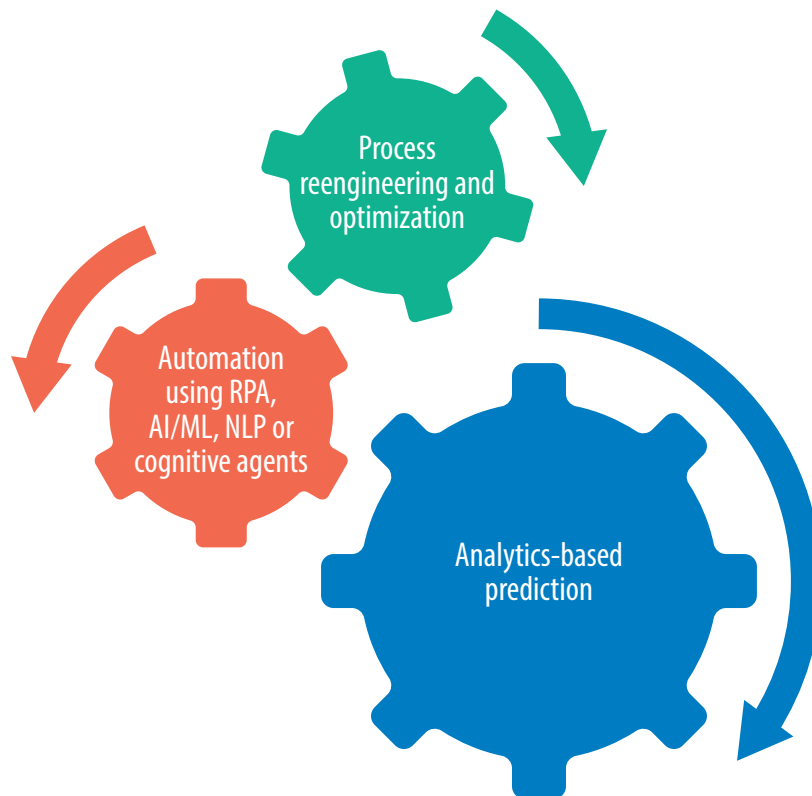 Process
reengineering and
optimization
Automation
using RPA,
AI/ML, NLP or
cognitive agents
Analytics-based
prediction